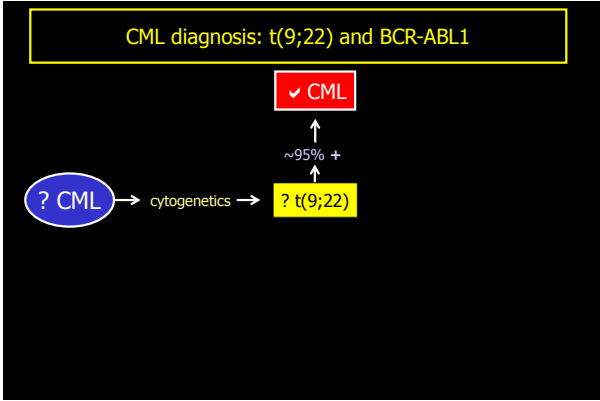 CML diagnosis: t(9;22) and BCR-ABL1
✓ CML
~95% +
? CML
cytogenetics
? t(9;22)